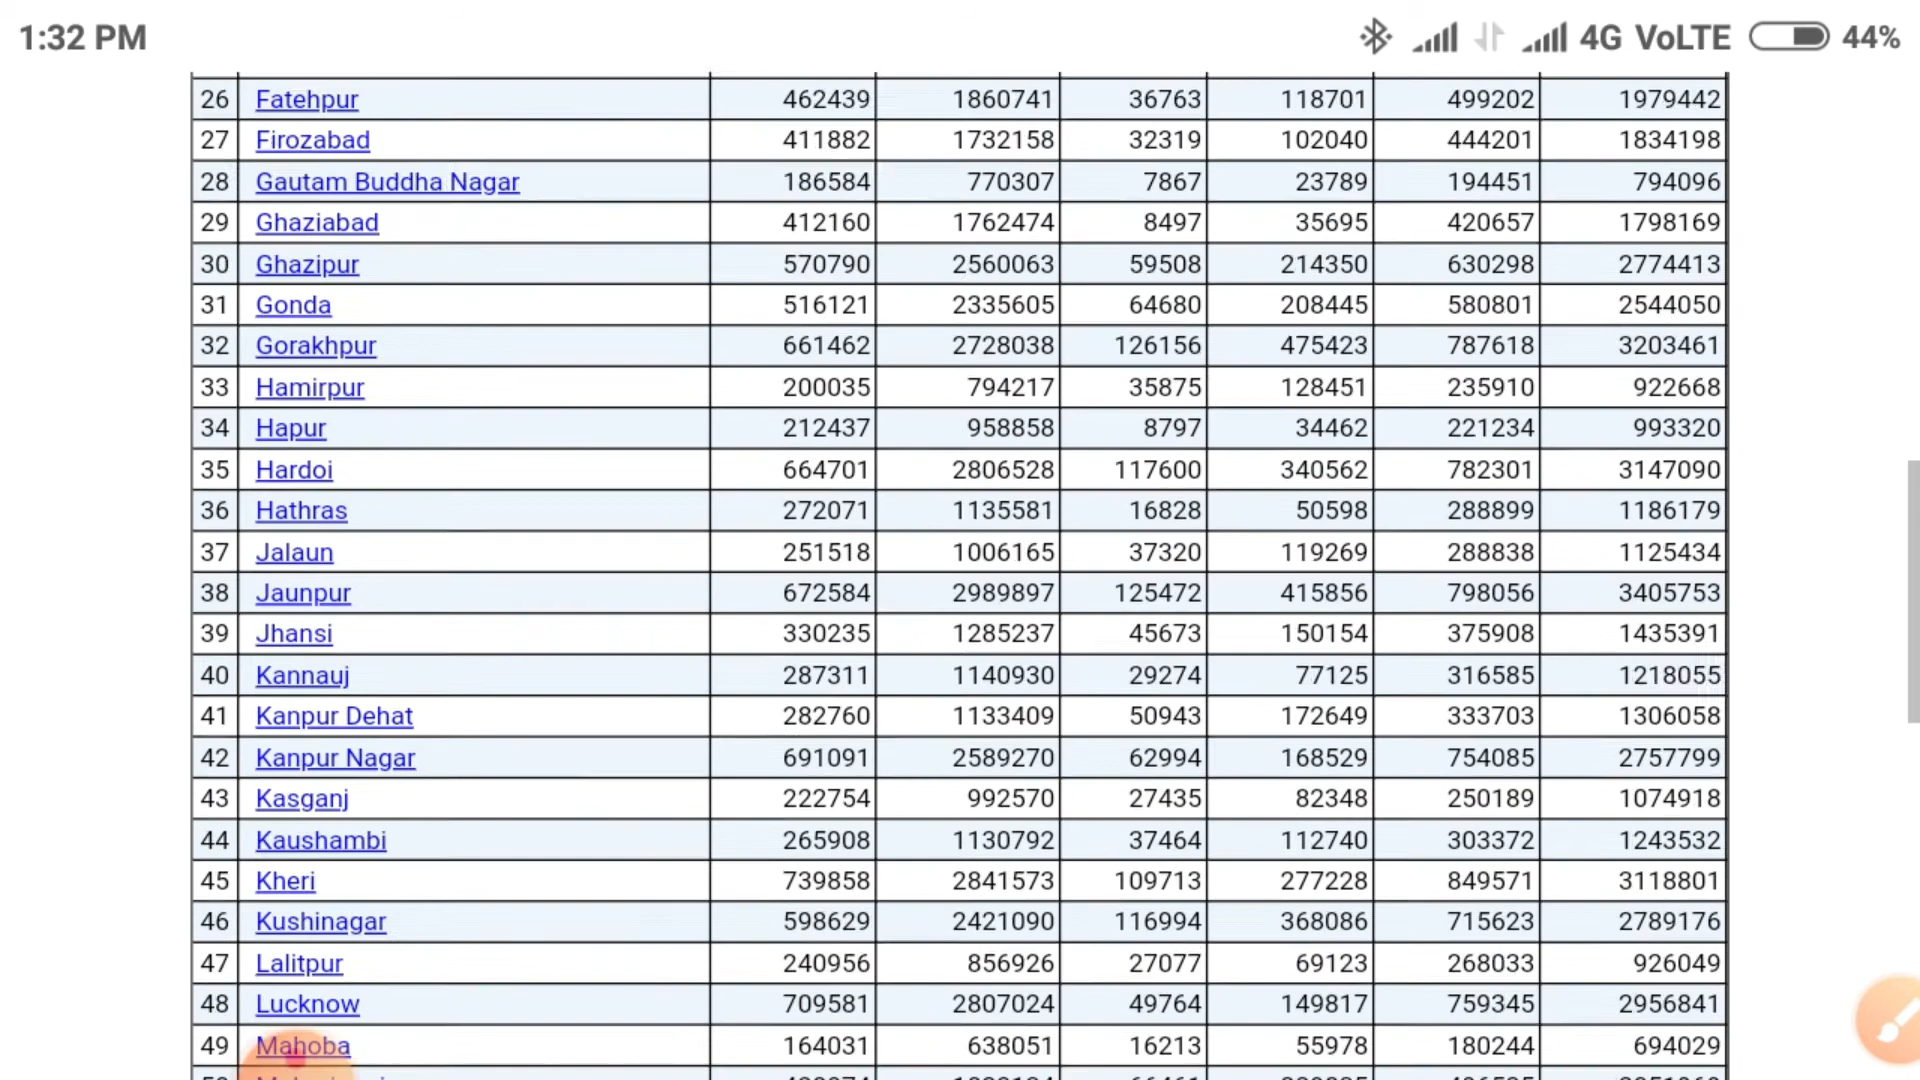 1:32 PM 4G VoLTE 44%
26 Fatehpur 462439 1860741 36763 118701 499202 1979442
27 Firozabad 411882 1732158 32319 102040 444201 1834198
28 Gautam Buddha Nagar 186584 770307 7867 23789 194451 794096
29 Ghaziabad 412160 1762474 8497 35695 420657 1798169
30 Ghazipur 570790 2560063 59508 214350 630298 2774413
31 Gonda 516121 2335605 64680 208445 580801 2544050
32 Gorakhpur 661462 2728038 126156 475423 787618 3203461
33 Hamirpur 200035 794217 35875 128451 235910 922668
34 Hapur 212437 958858 8797 34462 221234 993320
35 Hardoi 664701 2806528 117600 340562 782301 3147090
36 Hathras 272071 1135581 16828 50598 288899 1186179
37 Jalaun 251518 1006165 37320 119269 288838 1125434
38 Jaunpur 672584 2989897 125472 415856 798056 3405753
39 Jhansi 330235 1285237 45673 150154 375908 1435391
40 Kannauj 287311 1140930 29274 77125 316585 1218055
41 Kanpur Dehat 282760 1133409 50943 172649 333703 1306058
42 Kanpur Nagar 691091 2589270 62994 168529 754085 2757799
43 Kasganj 222754 992570 27435 82348 250189 1074918
44 Kaushambi 265908 1130792 37464 112740 303372 1243532
45 Kheri 739858 2841573 109713 277228 849571 3118801
46 Kushinagar 598629 2421090 116994 368086 715623 2789176
47 Lalitpur 240956 856926 27077 69123 268033 926049
48 Lucknow 709581 2807024 49764 149817 759345 2956841
49 Mahoba 164031 638051 16213 55978 180244 694029